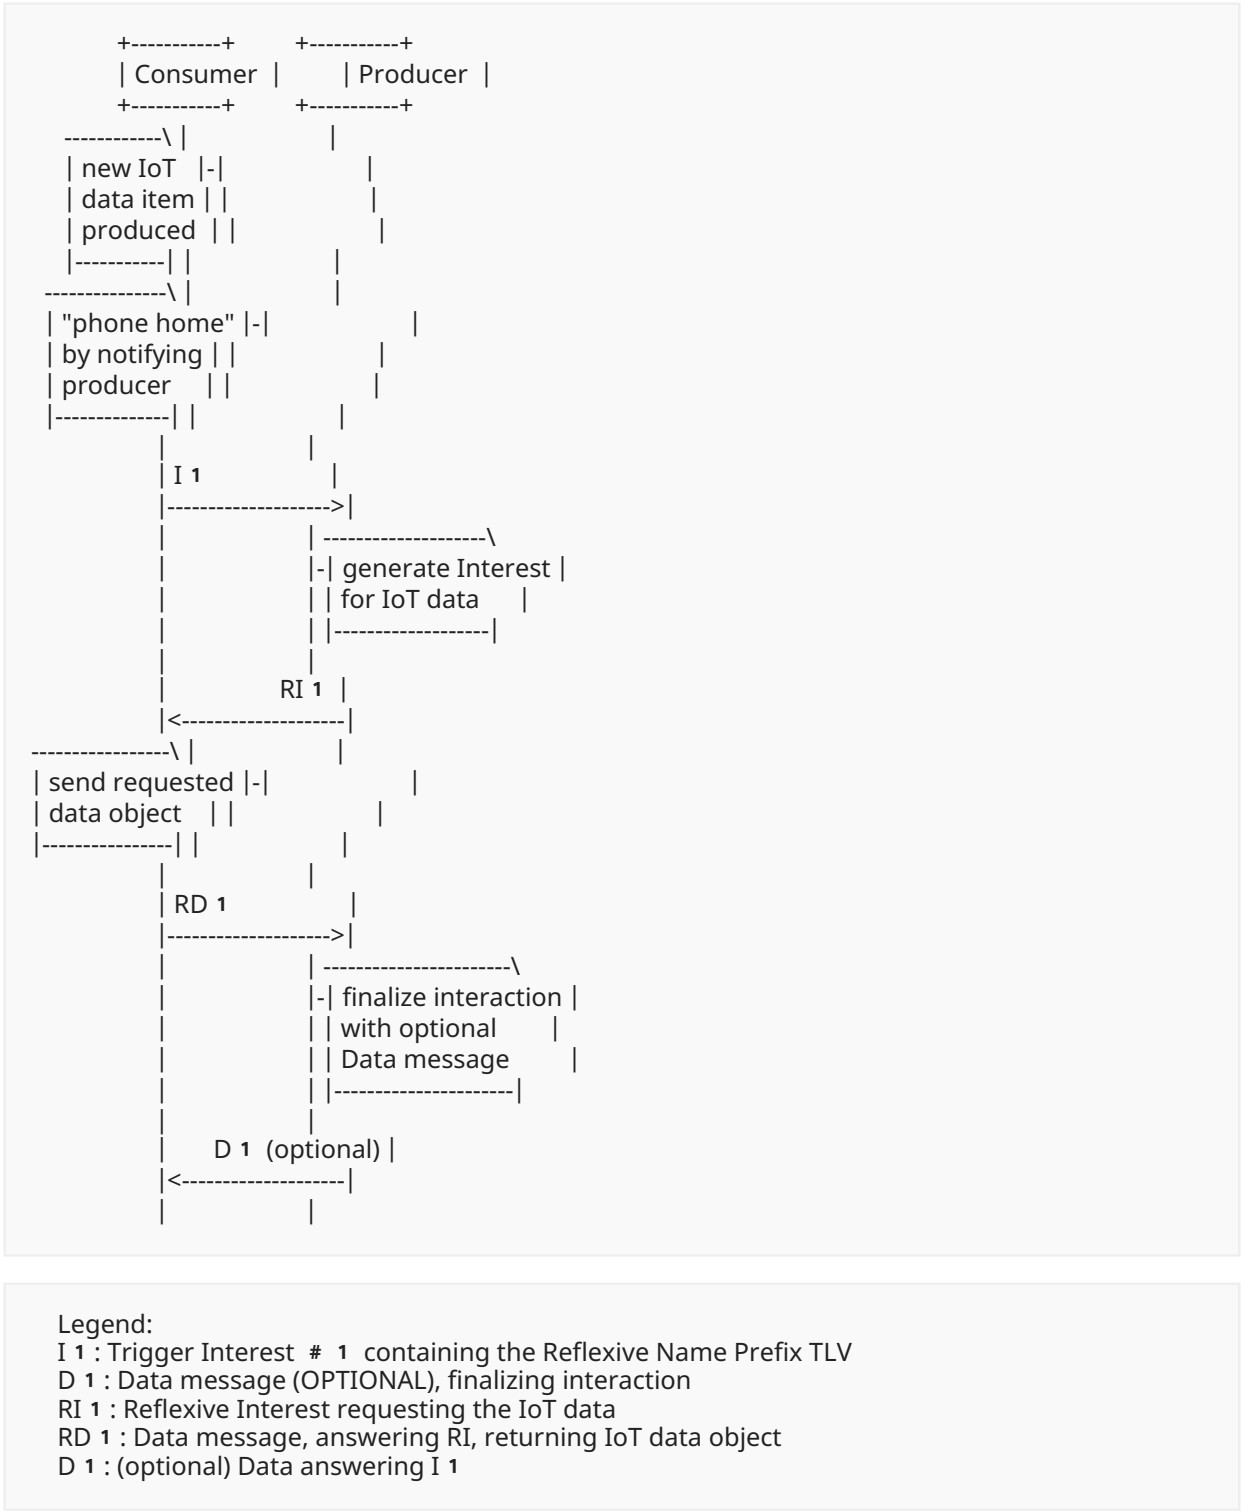 +-----------+ +-----------+
| Consumer | | Producer |
+-----------+ +-----------+
------------\ | |
| new IoT |-| |
| data item | | |
| produced | | |
|-----------| | |
---------------\ | |
| "phone home" |-| |
| by notifying | | |
| producer | | |
|--------------| | |
| |
| I 1 |
|-------------------->|
| | --------------------\
| |-| generate Interest |
| | | for IoT data |
| | |-------------------|
| |
| RI 1 |
|<--------------------|
-----------------\ | |
| send requested |-| |
| data object | | |
|----------------| | |
| |
| RD 1 |
|-------------------->|
| | -----------------------\
| |-| finalize interaction |
| | | with optional |
| | | Data message |
| | |----------------------|
| |
| D 1 (optional) |
|<--------------------|
| |
Legend:
I 1 : Trigger Interest # 1 containing the Reflexive Name Prefix TLV
D 1 : Data message (OPTIONAL), finalizing interaction
RI 1 : Reflexive Interest requesting the IoT data
RD 1 : Data message, answering RI, returning IoT data object
D 1 : (optional) Data answering I 1